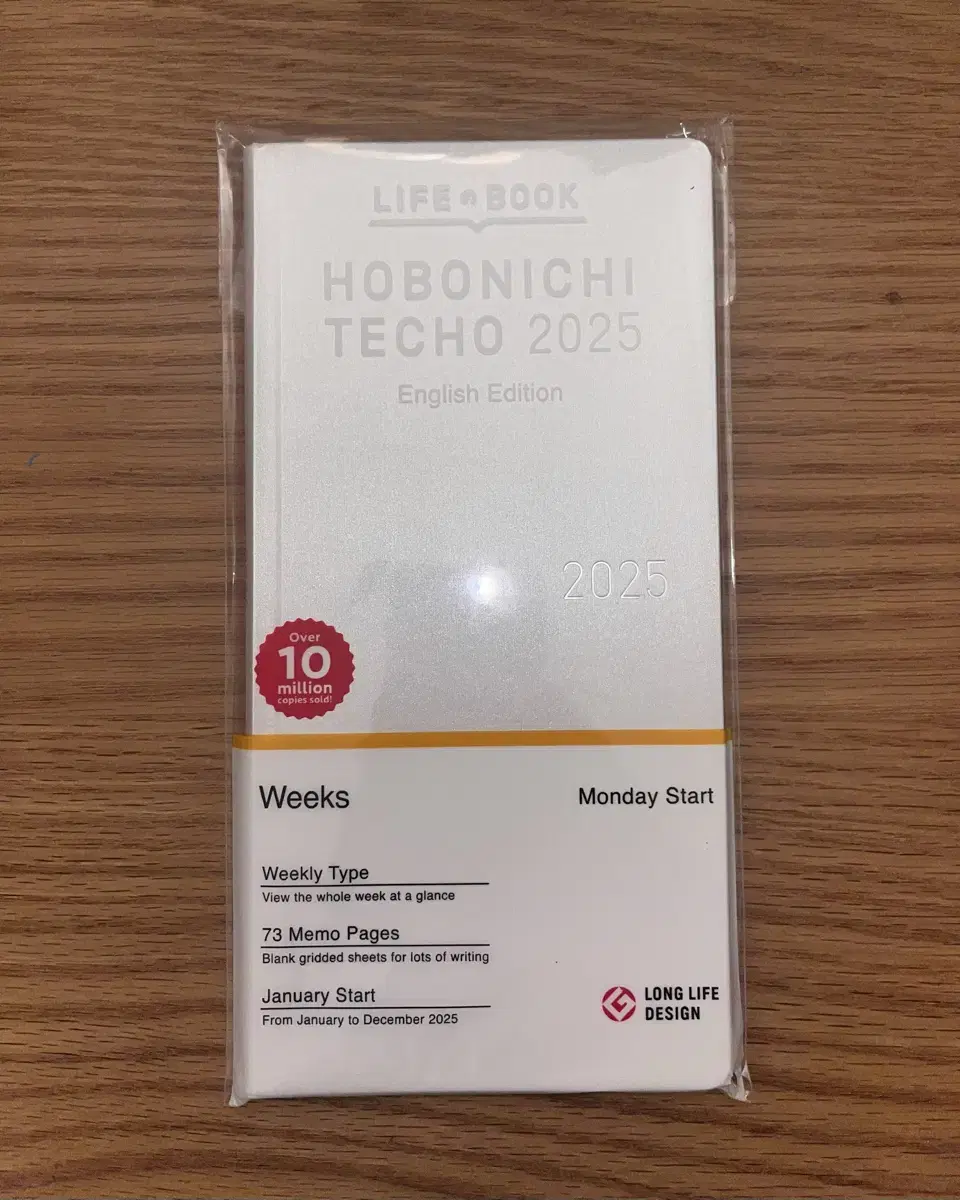 LIFE の BOOK
HOBONICHI
TECHO 2025
English Edition
2025
Over
10
million
copies sold!
Weeks
Monday Start
Weekly Type
View the whole week at a glance
73 Memo Pages
Blank gridded sheets for lots of writing
January Start
From January to December 2025
LONG LIFE
DESIGN